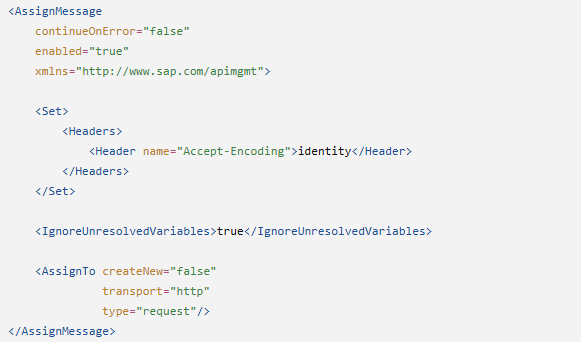 <AssignMessage
    continueOnError="false"
    enabled="true"
    xmlns="http://www.sap.com/apimgmt">
    <Set>
        <Headers>
            <Header name="Accept-Encoding">identity</Header>
        </Headers>
    </Set>
    <IgnoreUnresolvedVariables>true</IgnoreUnresolvedVariables>
    <AssignTo createNew="false"
              transport="http"
              type="request"/>
</AssignMessage>